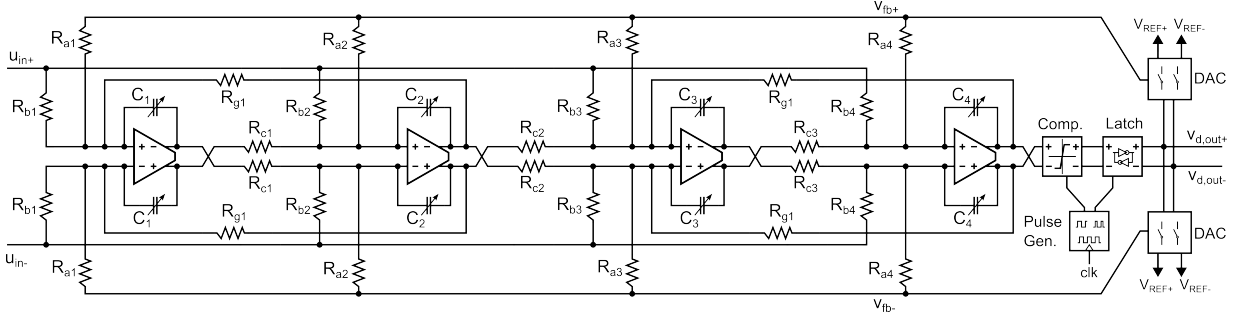 v_fb+
R_a1
R_a2
R_a3
R_a4
V_REF+ V_REF-
u_in+
DAC
R_b1
C_1
R_g1
R_b2
C_2
R_b3
C_3
R_g1
R_b4
C_4
R_c1
R_c2
R_c3
Comp.
Latch
v_d,out+
+ -
- +
+ -
- +
+ -
- +
+ -
- +
+ +
- -
+ +
- -
R_c1
R_c2
R_c3
v_d,out-
R_b1
C_1
R_g1
R_b2
C_2
R_b3
C_3
R_g1
R_b4
C_4
Pulse
Gen.
DAC
u_in-
clk
R_a1
R_a2
R_a3
R_a4
V_REF+ V_REF-
v_fb-